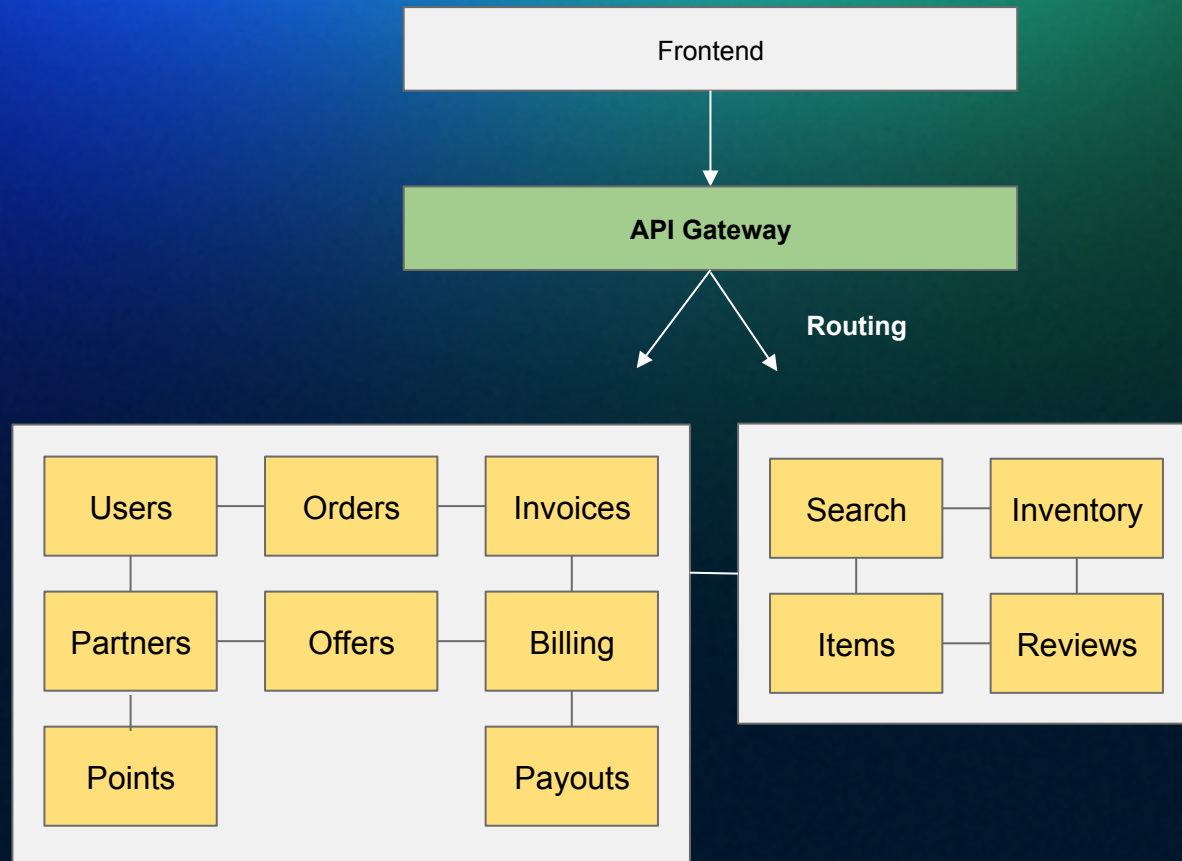 Frontend
API Gateway
Routing
Users
Orders
Invoices
Partners
Offers
Billing
Points
Payouts
Search
Inventory
Items
Reviews